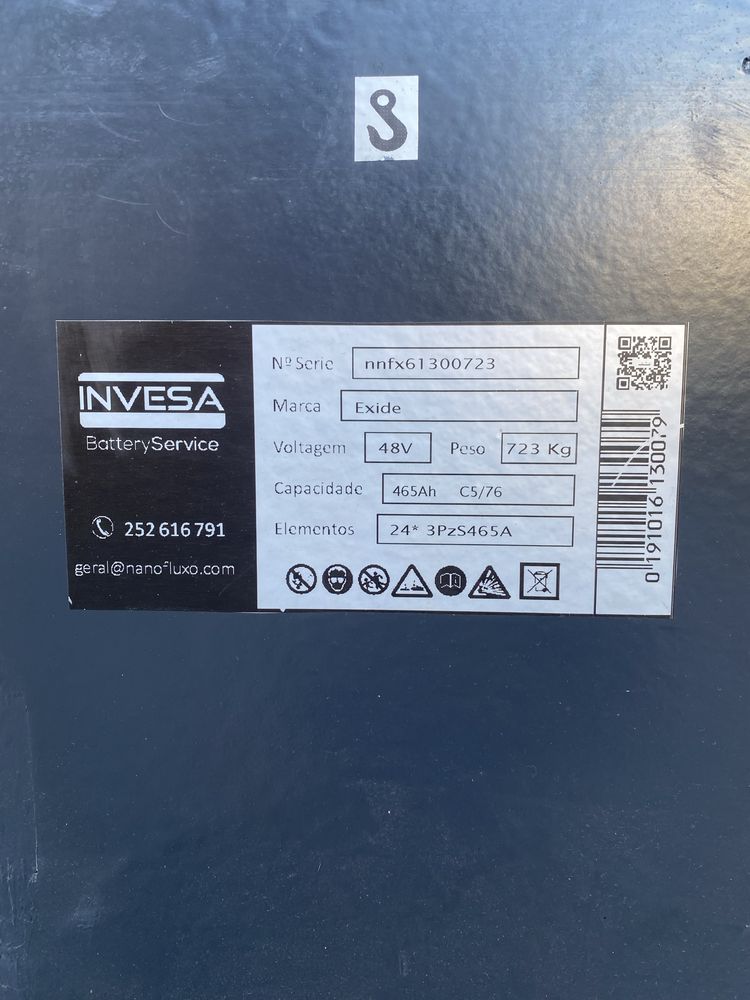 INVESA
BatteryService
252 616 791
geral@nanofluxo.com
Nº Serie nnfx61300723
Marca Exide
Voltagem 48V Peso 723 Kg
Capacidade 465Ah C5/76
Elementos 24* 3PzS465A
0191016130079